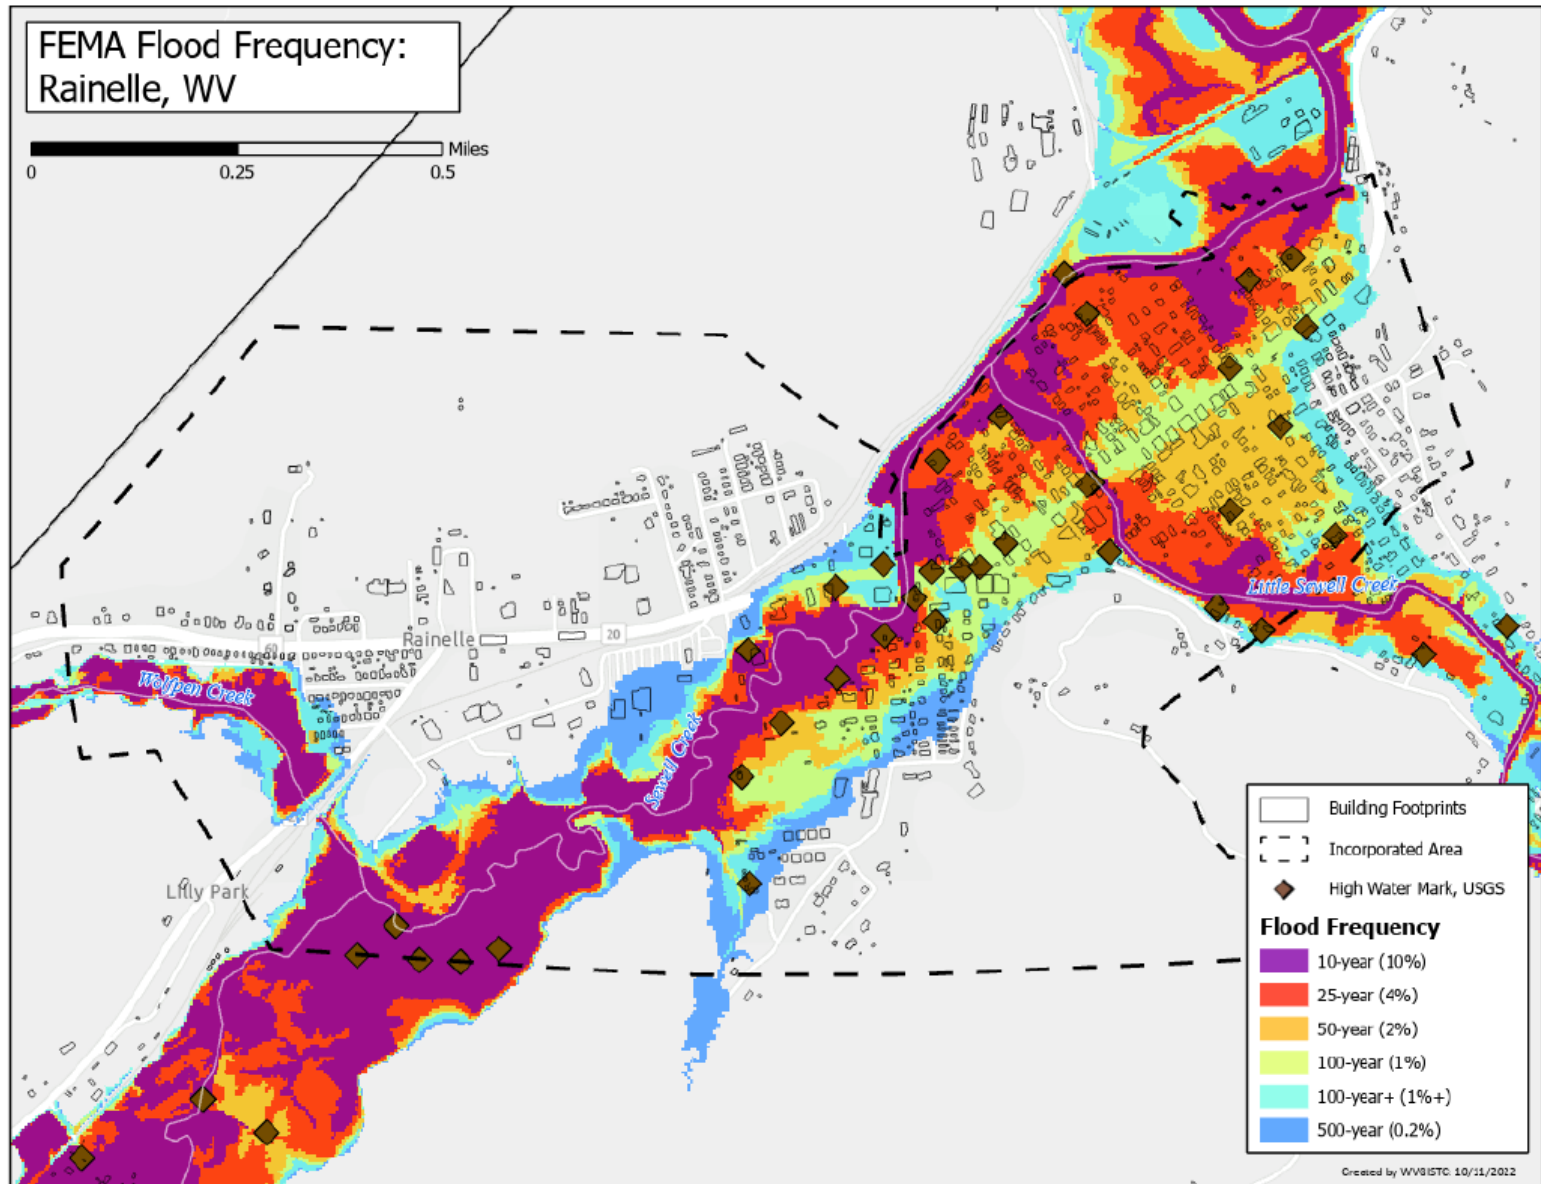 FEMA Flood Frequency:
Rainelle, WV
Miles
0 0.25 0.5
Little Sewell Creek
Rainelle
20
60
Wolfpen Creek
Sewell Creek
Lilly Park
Building Footprints
Incorporated Area
High Water Mark, USGS
Flood Frequency
10-year (10%)
25-year (4%)
50-year (2%)
100-year (1%)
100-year+ (1%+)
500-year (0.2%)
Created by WVGISTC 10/11/2022